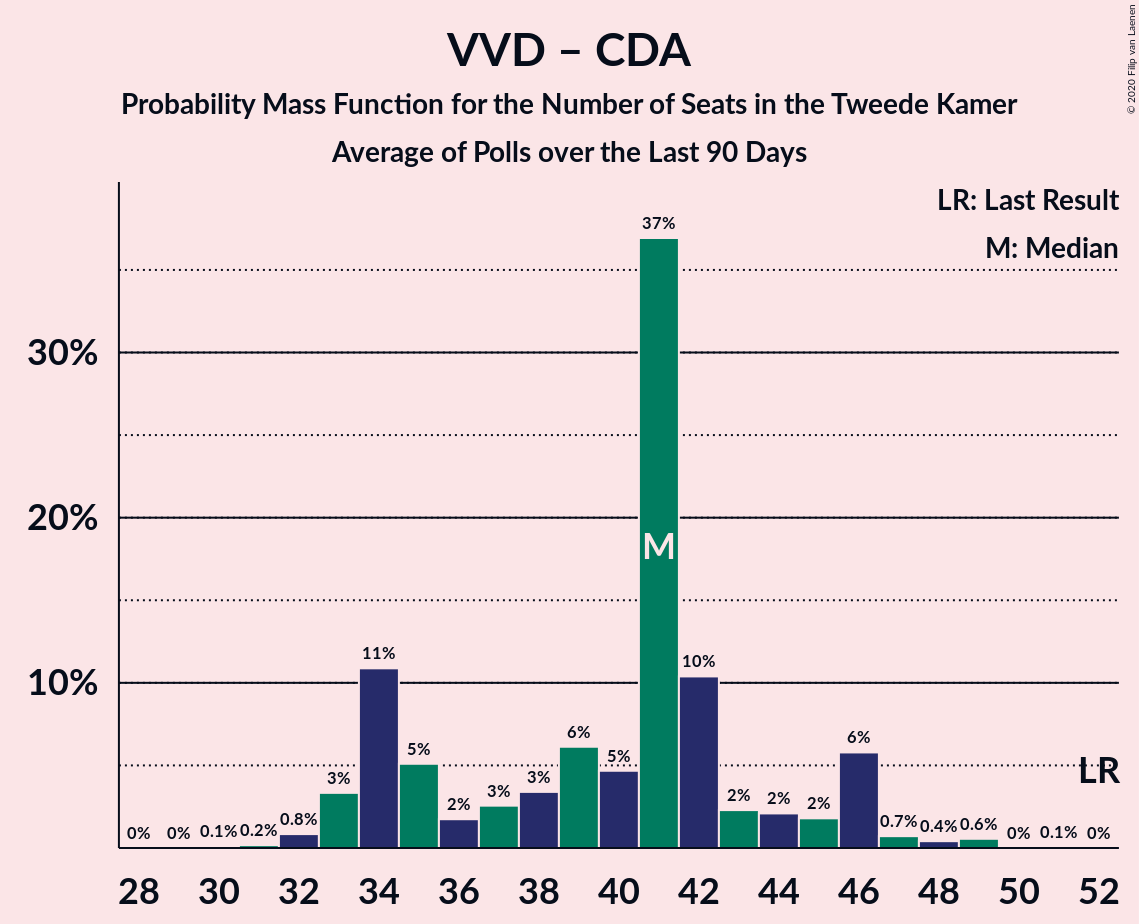 VVD – CDA
Probability Mass Function for the Number of Seats in the Tweede Kamer
Average of Polls over the Last 90 Days
© 2020 Filip van Laenen
LR: Last Result
M: Median
30%
20%
10%
0% 0% 0.1% 0.2% 0.8% 3% 11% 5% 2% 3% 3% 6% 5% 37% 10% 2% 2% 2% 6% 0.7% 0.4% 0.6% 0% 0.1% 0%
M
LR
28 30 32 34 36 38 40 42 44 46 48 50 52